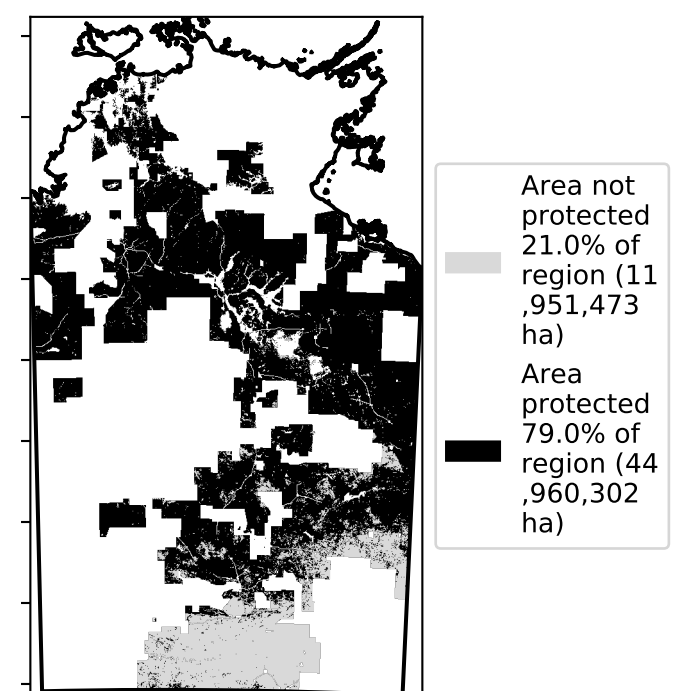 Area not
protected
21.0% of
region (11
,951,473
ha)
Area
protected
79.0% of
region (44
,960,302
ha)